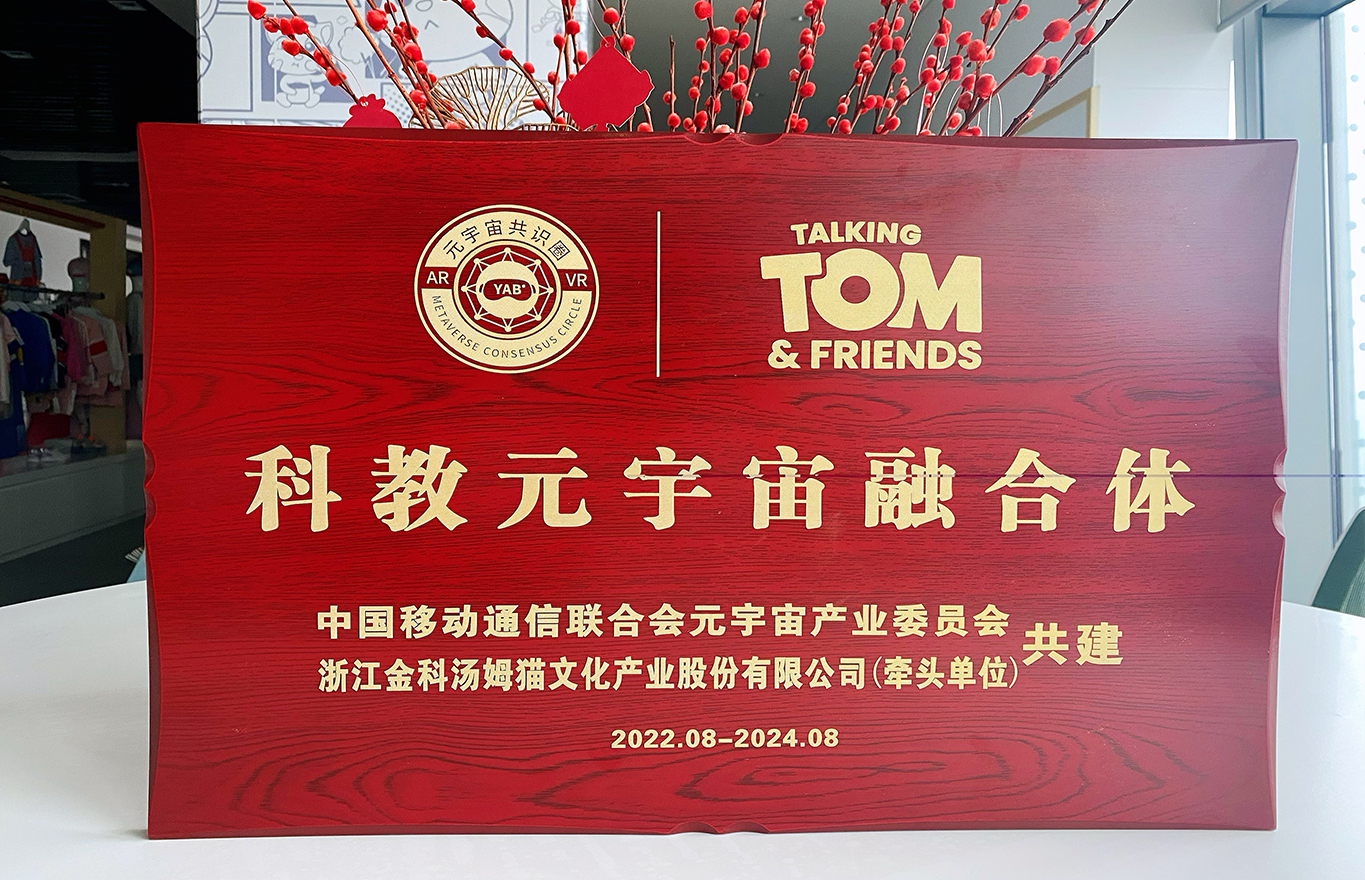 元宇宙共识圈
AR
YAB®
VR
METAVERSE CONSENSUS CIRCLE
TALKING
TOM
& FRIENDS
科教元宇宙融合体
中国移动通信联合会元宇宙产业委员会
浙江金科汤姆猫文化产业股份有限公司(牵头单位)
共建
2022.08-2024.08